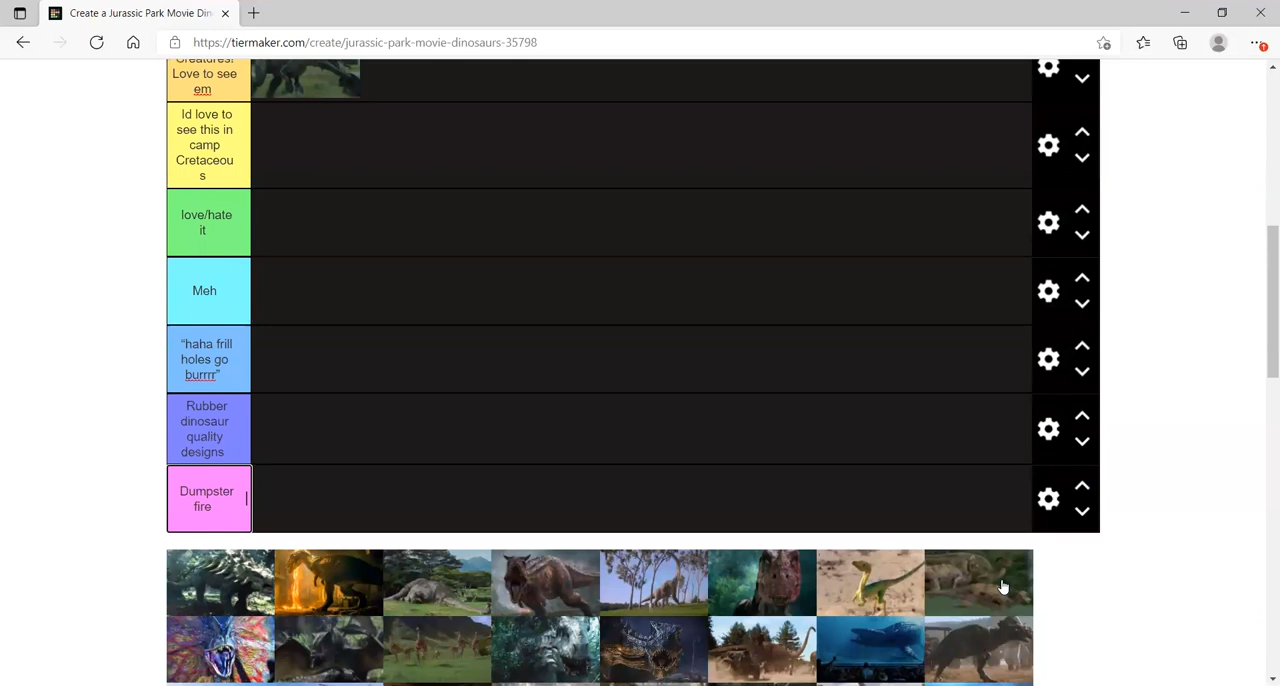 Create a Jurassic Park Movie Din
https://tiermaker.com/create/jurassic-park-movie-dinosaurs-35798
Creatures!
Love to see
em
Id love to
see this in
camp
Cretaceou
s
love/hate
it
Meh
“haha frill
holes go
burrrr”
Rubber
dinosaur
quality
designs
Dumpster
fire